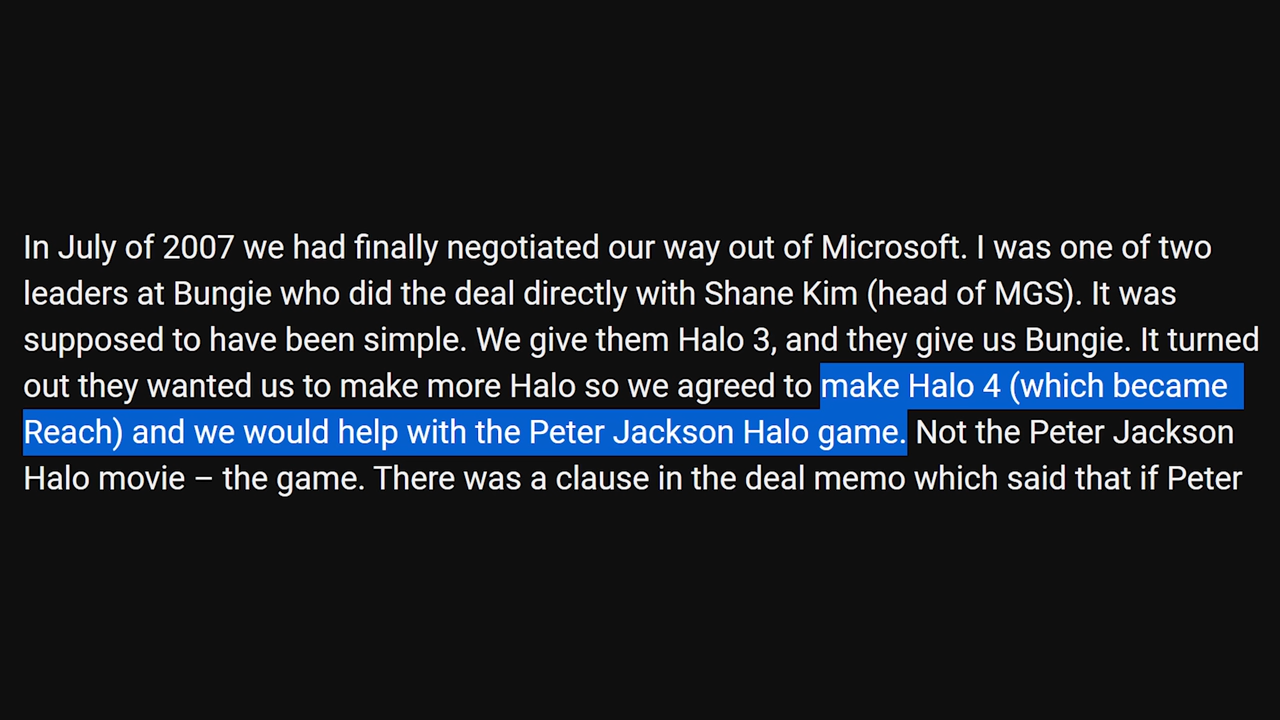 In July of 2007 we had finally negotiated our way out of Microsoft. I was one of two
leaders at Bungie who did the deal directly with Shane Kim (head of MGS). It was
supposed to have been simple. We give them Halo 3, and they give us Bungie. It turned
out they wanted us to make more Halo so we agreed to make Halo 4 (which became
Reach) and we would help with the Peter Jackson Halo game. Not the Peter Jackson
Halo movie – the game. There was a clause in the deal memo which said that if Peter